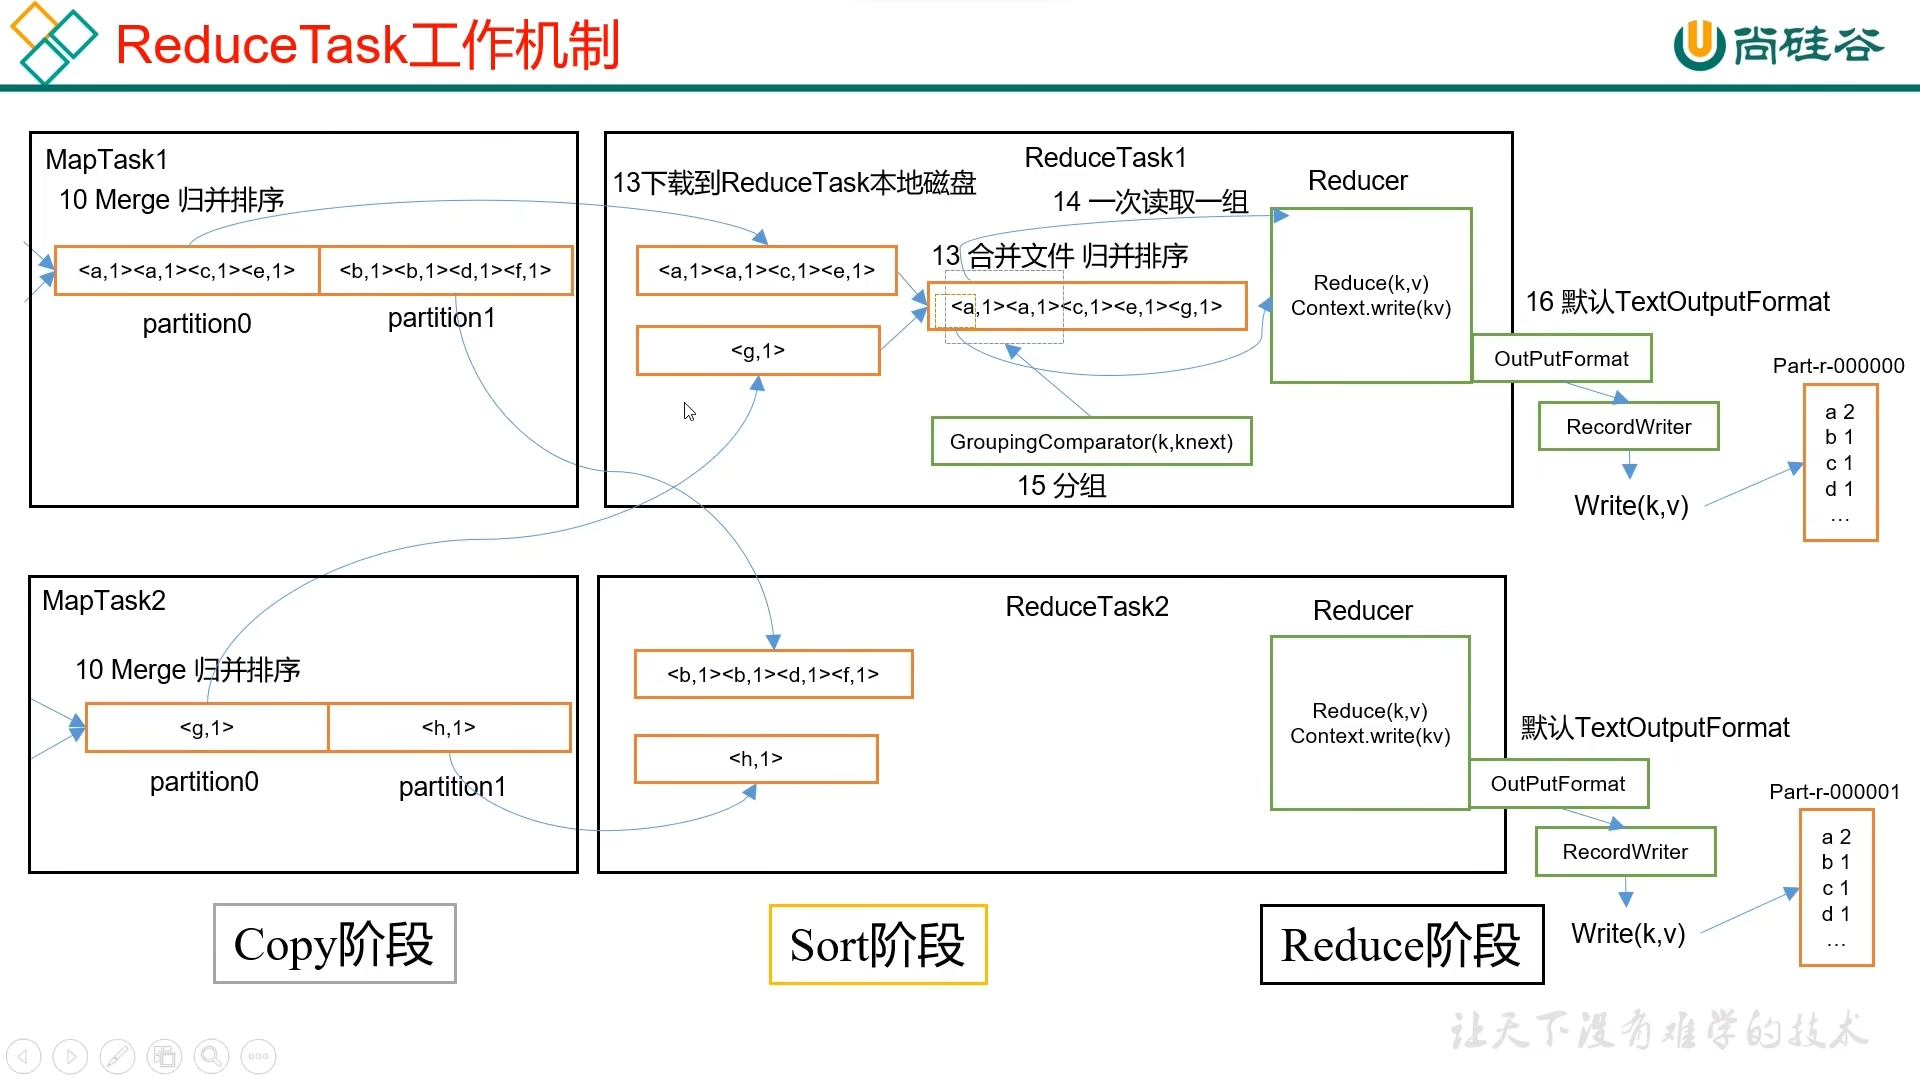 ReduceTask工作机制
尚硅谷
MapTask1
10 Merge 归并排序
<a,1><a,1><c,1><e,1>
<b,1><b,1><d,1><f,1>
partition0
partition1
ReduceTask1
13下载到ReduceTask本地磁盘
14 一次读取一组
Reducer
<a,1><a,1><c,1><e,1>
13 合并文件 归并排序
<a,1><a,1><c,1><e,1><g,1>
<g,1>
Reduce(k,v)
Context.write(kv)
GroupingComparator(k,knext)
15 分组
16 默认TextOutputFormat
OutPutFormat
RecordWriter
Write(k,v)
Part-r-000000
a 2
b 1
c 1
d 1
...
MapTask2
10 Merge 归并排序
<g,1>
<h,1>
partition0
partition1
ReduceTask2
Reducer
<b,1><b,1><d,1><f,1>
<h,1>
Reduce(k,v)
Context.write(kv)
默认TextOutputFormat
OutPutFormat
RecordWriter
Write(k,v)
Part-r-000001
a 2
b 1
c 1
d 1
...
Copy阶段
Sort阶段
Reduce阶段
让天下没有难学的技术